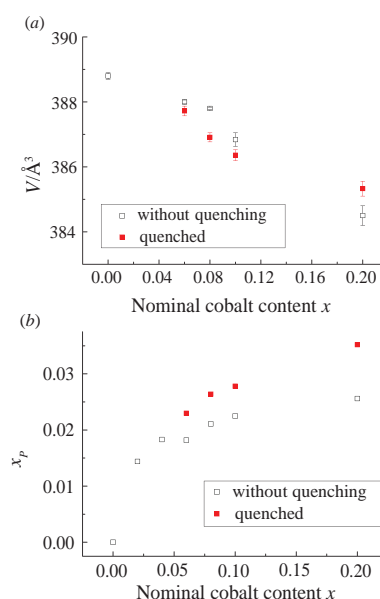 (a)
390
388
386
384
V/Å³
without quenching
quenched
0.00 0.04 0.08 0.12 0.16 0.20
Nominal cobalt content x
(b)
0.03
0.02
0.01
0.00
x_P
without quenching
quenched
0.00 0.05 0.10 0.15 0.20
Nominal cobalt content x